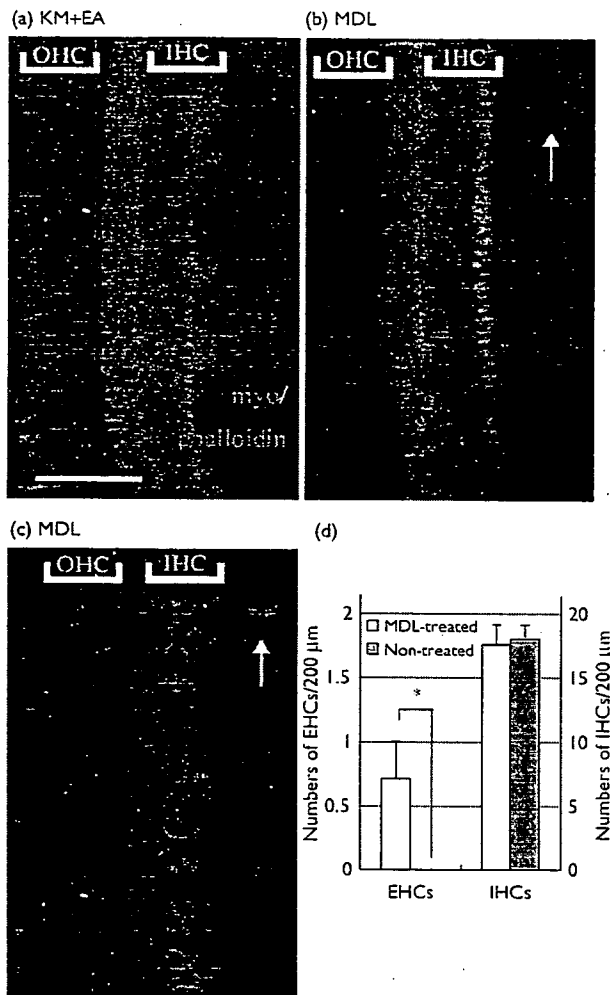 (a) KM+EA
OHC
IHC
myo/
phalloidin
(b) MDL
OHC
IHC
(c) MDL
OHC
IHC
(d)
Numbers of EHCs/200 μm
2
1.5
1
0.5
0
MDL-treated
Non-treated
*
20
15
10
5
0
Numbers of IHCs/200 μm
EHCs
IHCs